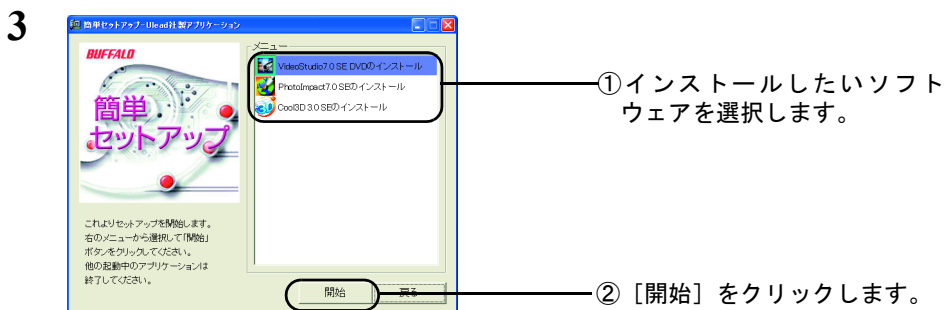 3
簡単セットアップ-Ulead社製アプリケーション
BUFFALO
簡単
セットアップ
これよりセットアップを開始します。
右のメニューから選択して「開始」
ボタンをクリックしてください。
他の起動中のアプリケーションは
終了してください。
メニュー
VideoStudio7.0 SE DVDのインストール
PhotoImpact7.0 SEのインストール
Cool3D 3.0 SEのインストール
開始
戻る
①インストールしたいソフト
ウェアを選択します。
②［開始］をクリックします。